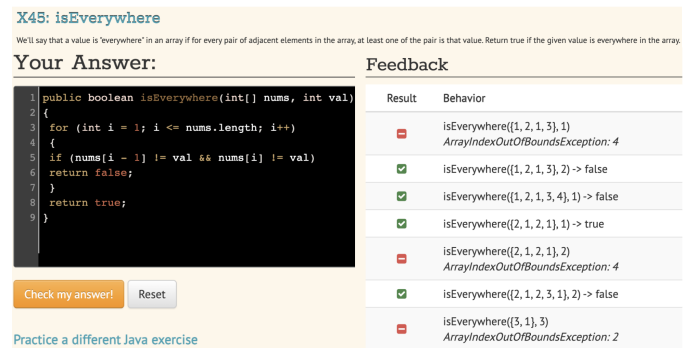 X45: isEverywhere
We'll say that a value is "everywhere" in an array if for every pair of adjacent elements in the array, at least one of the pair is that value. Return true if the given value is everywhere in the array.
Your Answer:
1 public boolean isEverywhere(int[] nums, int val)
2 {
3 for (int i = 1; i <= nums.length; i++)
4 {
5 if (nums[i - 1] != val && nums[i] != val)
6 return false;
7 }
8 return true;
9 }
Check my answer!
Reset
Practice a different Java exercise
Feedback
Result Behavior
isEverywhere({1, 2, 1, 3}, 1)
ArrayIndexOutOfBoundsException: 4
isEverywhere({1, 2, 1, 3}, 2) -> false
isEverywhere({1, 2, 1, 3, 4}, 1) -> false
isEverywhere({2, 1, 2, 1}, 1) -> true
isEverywhere({2, 1, 2, 1}, 2)
ArrayIndexOutOfBoundsException: 4
isEverywhere({2, 1, 2, 3, 1}, 2) -> false
isEverywhere({3, 1}, 3)
ArrayIndexOutOfBoundsException: 2